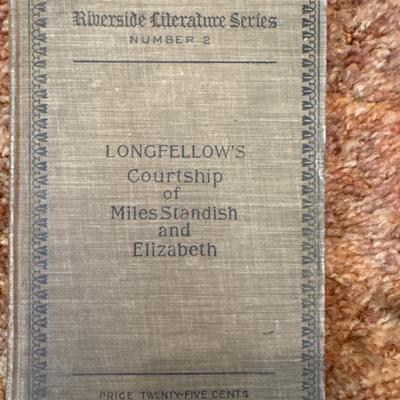 Riverside Literature Series
NUMBER 2
LONGFELLOW'S
Courtship
of
Miles Standish
and
Elizabeth
PRICE TWENTY-FIVE CENTS